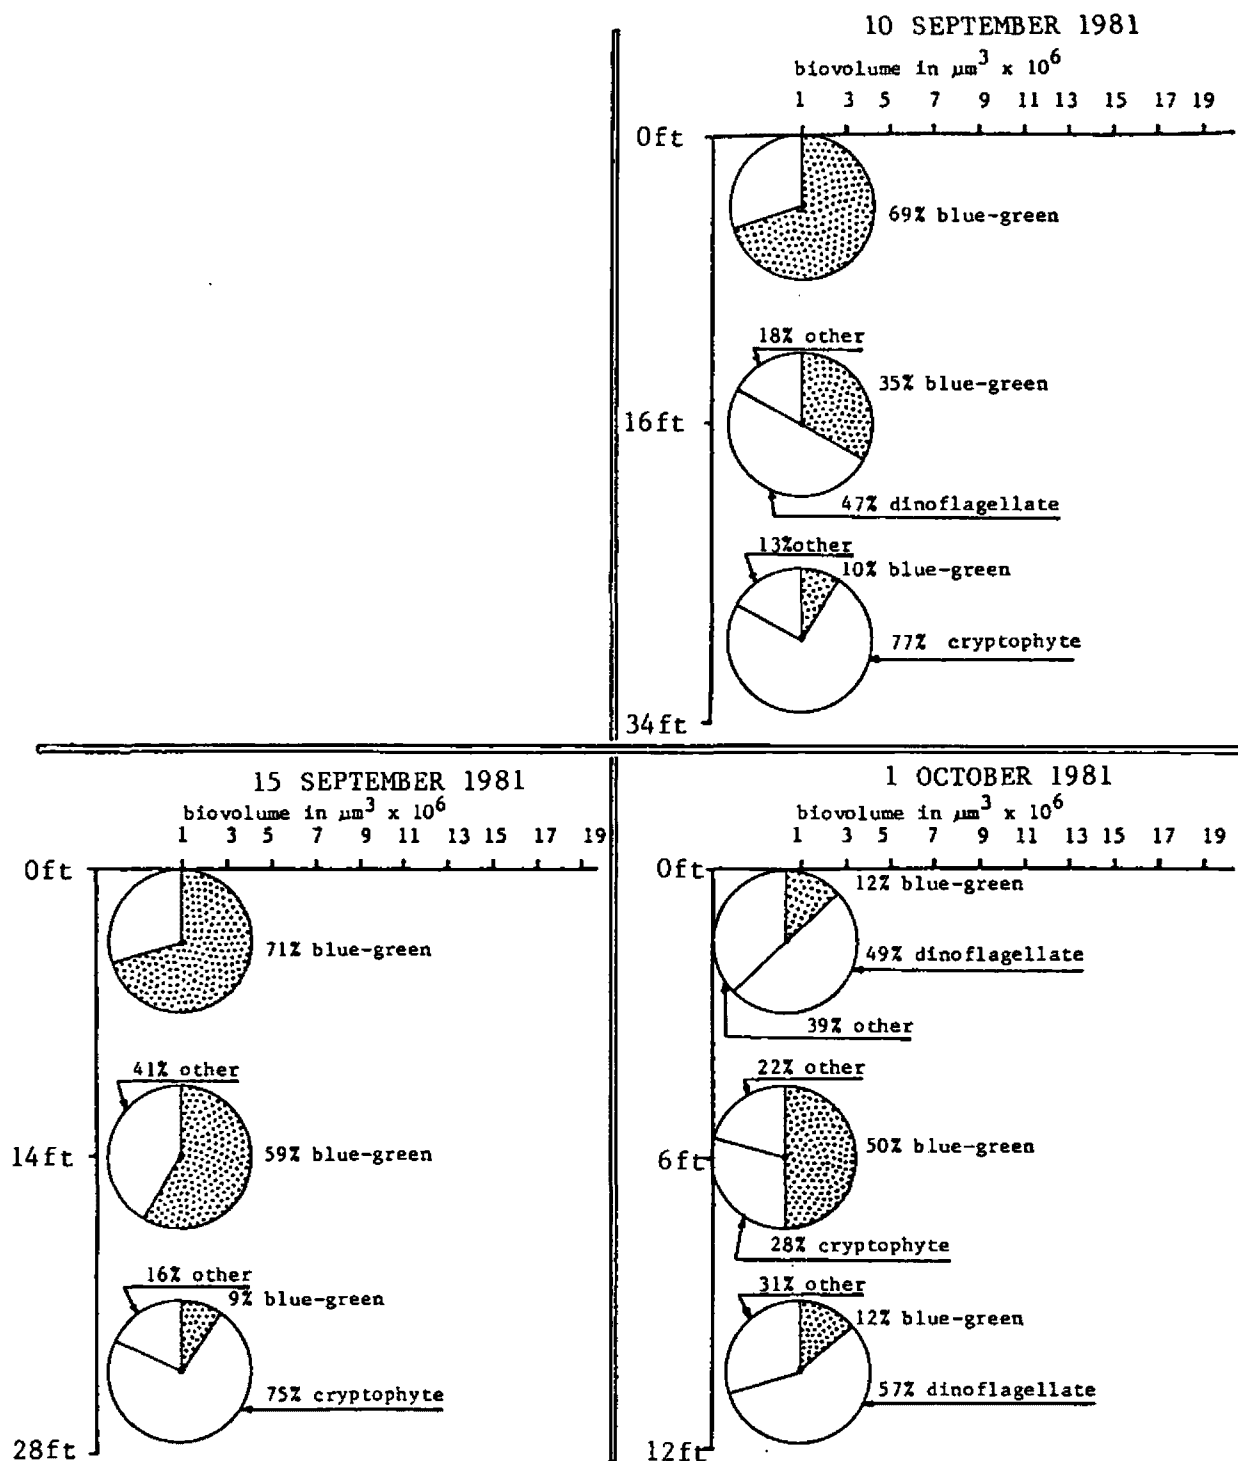 10 SEPTEMBER 1981
biovolume in µm³ x 10⁶
1 3 5 7 9 11 13 15 17 19
0ft
69% blue-green
18% other
35% blue-green
16ft
47% dinoflagellate
13%other
10% blue-green
77% cryptophyte
34ft
15 SEPTEMBER 1981
biovolume in µm³ x 10⁶
1 3 5 7 9 11 13 15 17 19
0ft
71% blue-green
41% other
14ft
59% blue-green
16% other
9% blue-green
75% cryptophyte
28ft
1 OCTOBER 1981
biovolume in µm³ x 10⁶
1 3 5 7 9 11 13 15 17 19
0ft
12% blue-green
49% dinoflagellate
39% other
22% other
50% blue-green
6ft
28% cryptophyte
31% other
12% blue-green
57% dinoflagellate
12ft